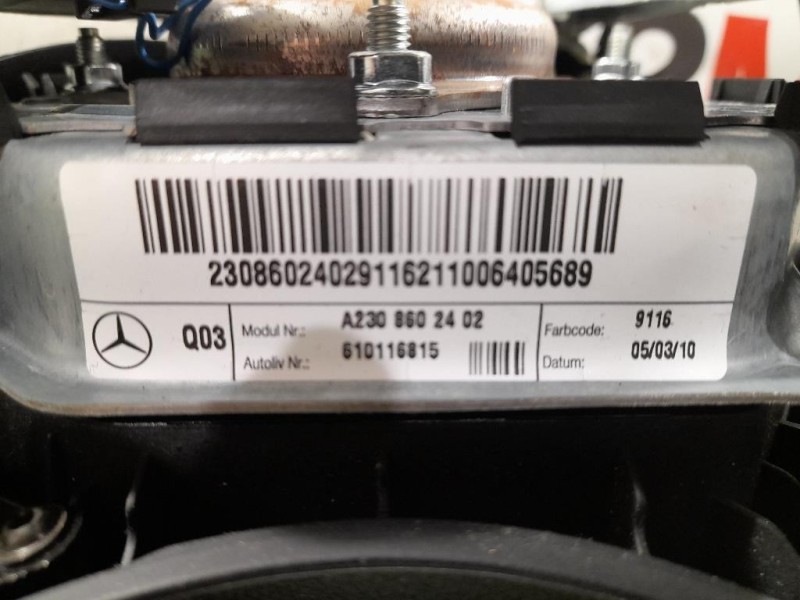 23086024029116211006405689
Q03
Modul Nr.: A230 860 24 02
Autoliv Nr.: 610116815
Farbcode: 9116
Datum: 05/03/10